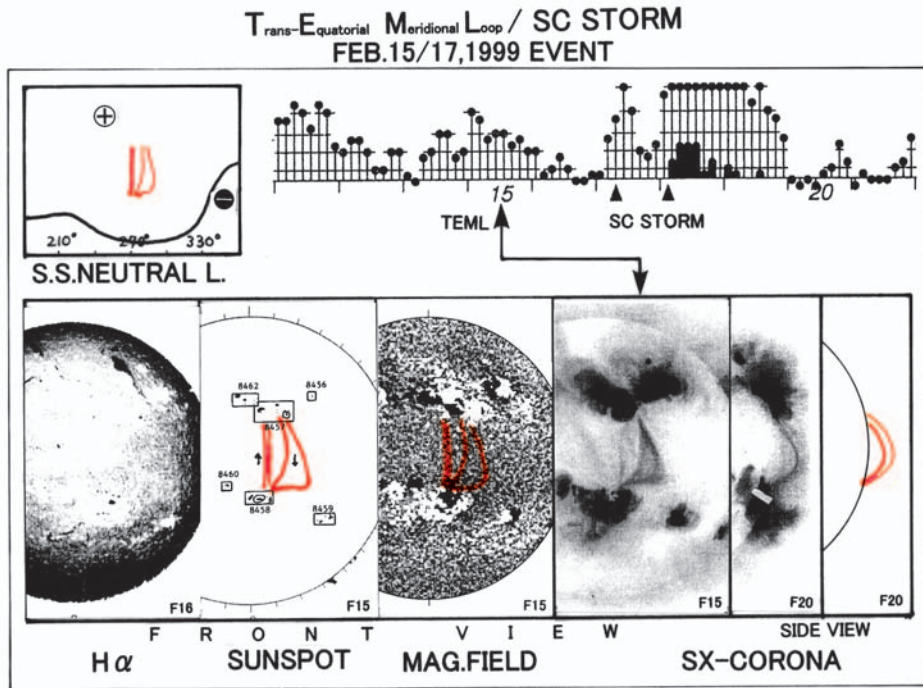 Trans-Equatorial Meridional Loop / SC STORM
FEB.15/17,1999 EVENT
+
−
210° 270° 330°
S.S.NEUTRAL L.
15 20
TEML SC STORM
8462 8456
8457
8460
8458 8459
F16 F15 F15 F15 F20 F20
F R O N T V I E W SIDE VIEW
Hα SUNSPOT MAG.FIELD SX-CORONA